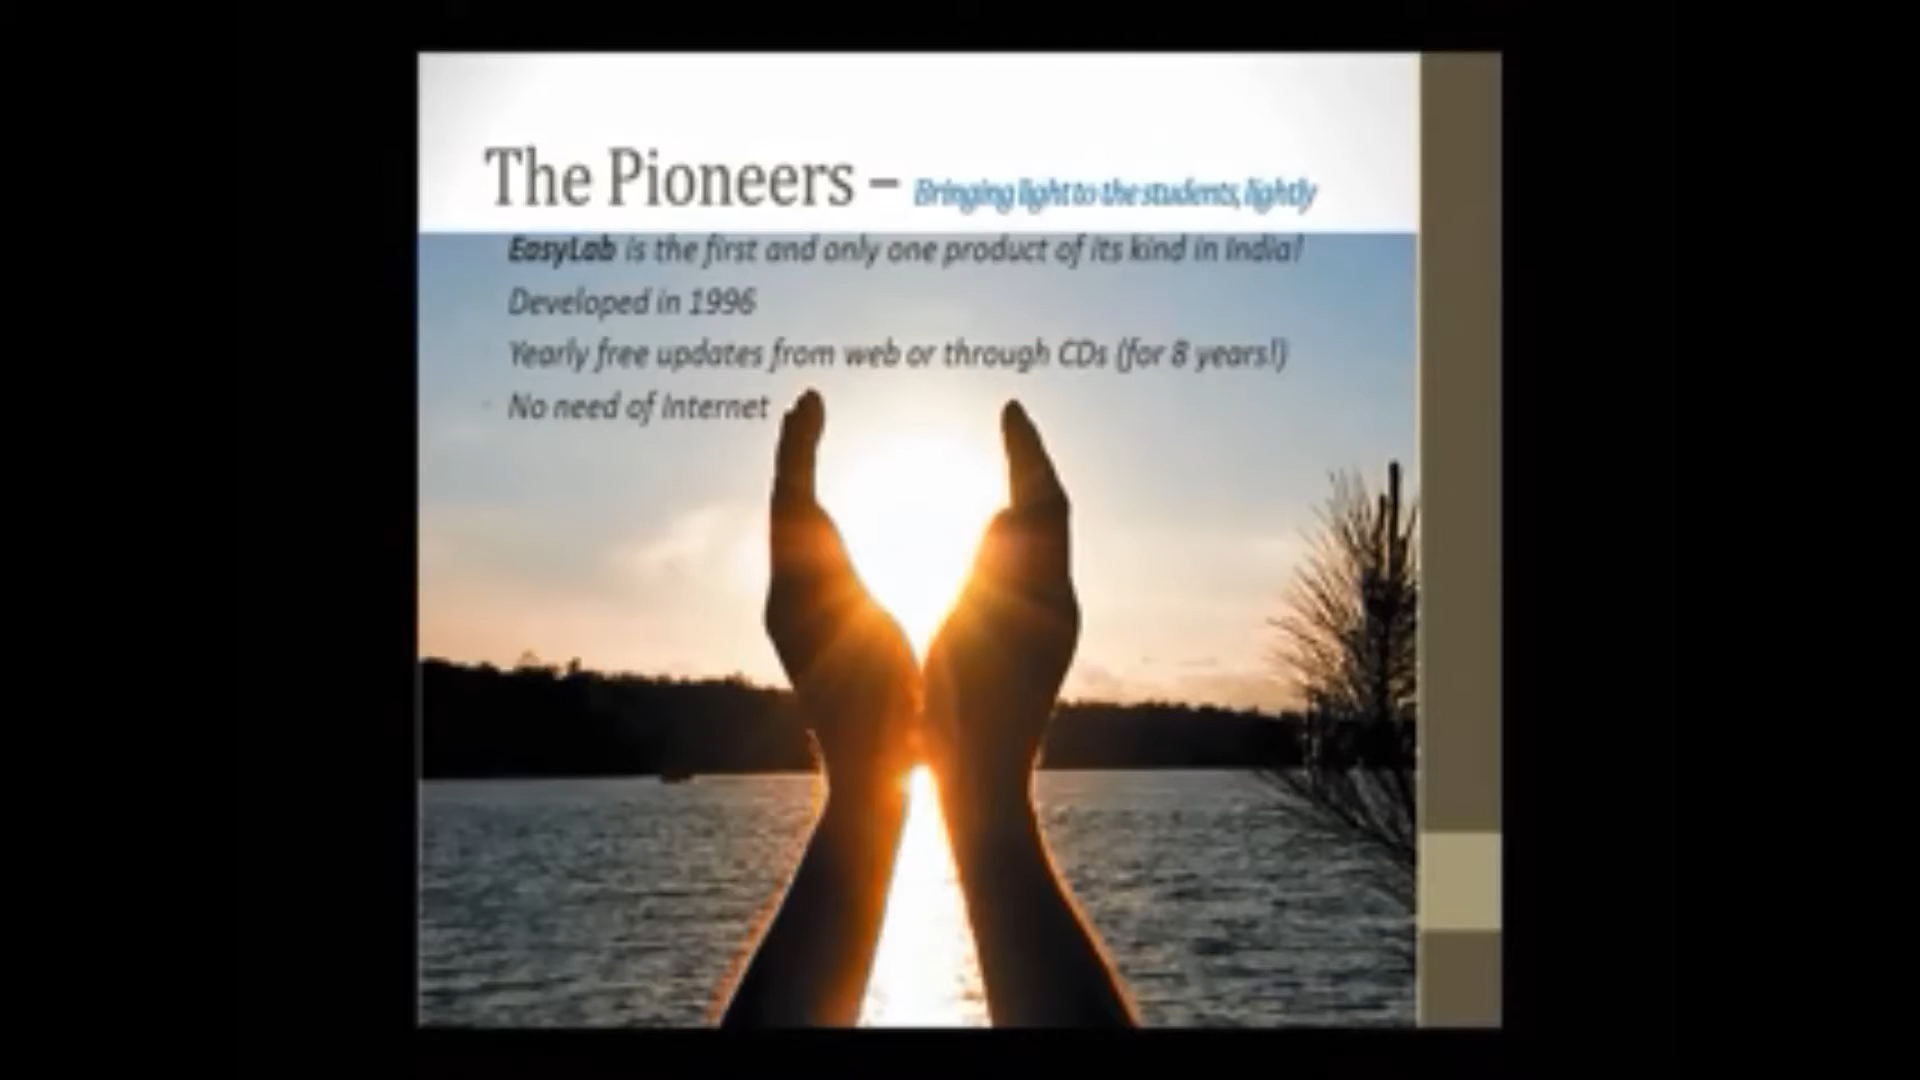 The Pioneers – Bringing light to the students, lightly
EasyLab is the first and only one product of its kind in India!
Developed in 1996
Yearly free updates from web or through CDs (for 8 years!)
No need of Internet